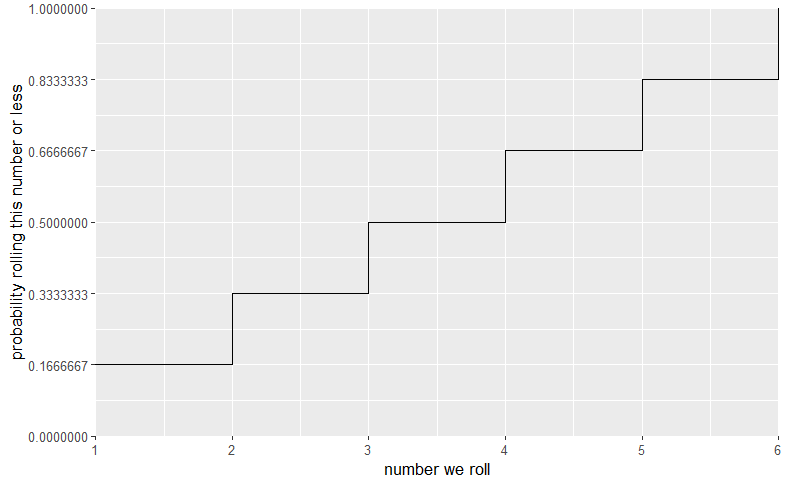 1.0000000
0.8333333
0.6666667
0.5000000
0.3333333
0.1666667
0.0000000
probability rolling this number or less
1 2 3 4 5 6
number we roll